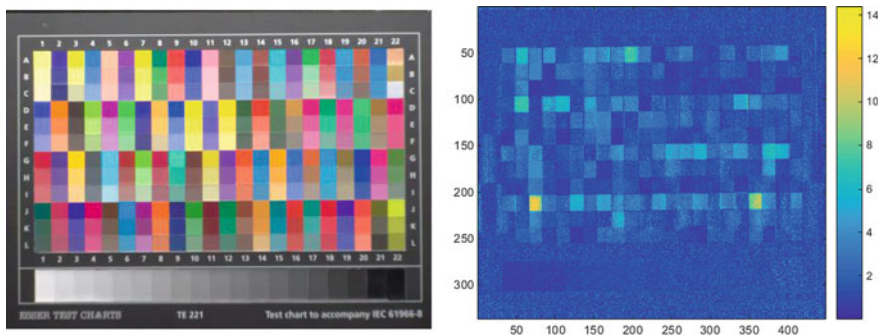 1 2 3 4 5 6 7 8 9 10 11 12 13 14 15 16 17 18 19 20 21 22
A A
B B
C C
D D
E E
F F
G G
H H
I I
J J
K K
L L
1 2 3 4 5 6 7 8 9 10 11 12 13 14 15 16 17 18 19 20 21 22
ESSER TEST CHARTS TE 221 Test chart to accompany IEC 61966-8
50
100
150
200
250
300
50 100 150 200 250 300 350 400
14
12
10
8
6
4
2